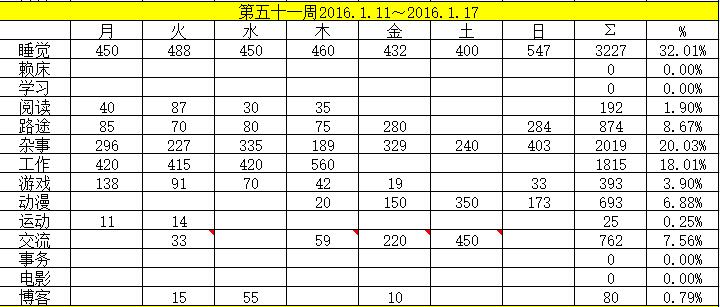 第五十一周2016.1.11～2016.1.17
月 火 水 木 金 土 日 Σ %
睡觉 450 488 450 460 432 400 547 3227 32.01%
赖床 0 0.00%
学习 0 0.00%
阅读 40 87 30 35 192 1.90%
路途 85 70 80 75 280 284 874 8.67%
杂事 296 227 335 189 329 240 403 2019 20.03%
工作 420 415 420 560 1815 18.01%
游戏 138 91 70 42 19 33 393 3.90%
动漫 20 150 350 173 693 6.88%
运动 11 14 25 0.25%
交流 33 59 220 450 762 7.56%
事务 0 0.00%
电影 0 0.00%
博客 15 55 10 80 0.79%